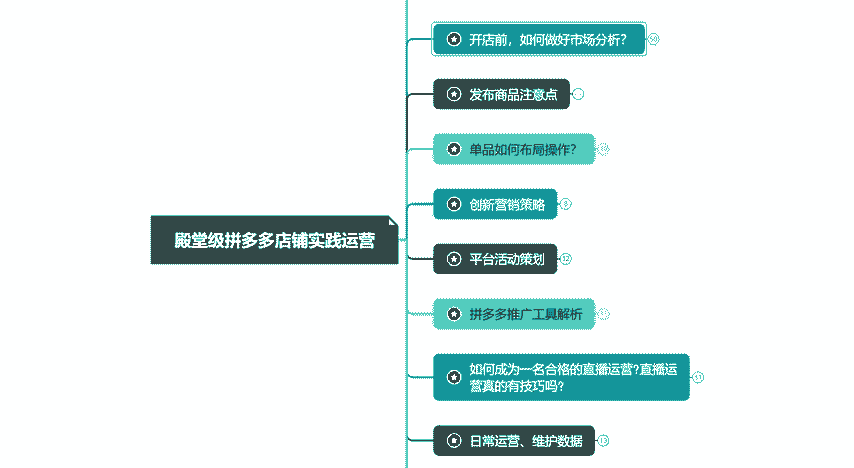 开店前，如何做好市场分析？
发布商品注意点
单品如何布局操作？
创新营销策略
8
殿堂级拼多多店铺实践运营
平台活动策划
12
拼多多推广工具解析
如何成为一名合格的直播运营?直播运
营真的有技巧吗?
11
日常运营、维护数据
13